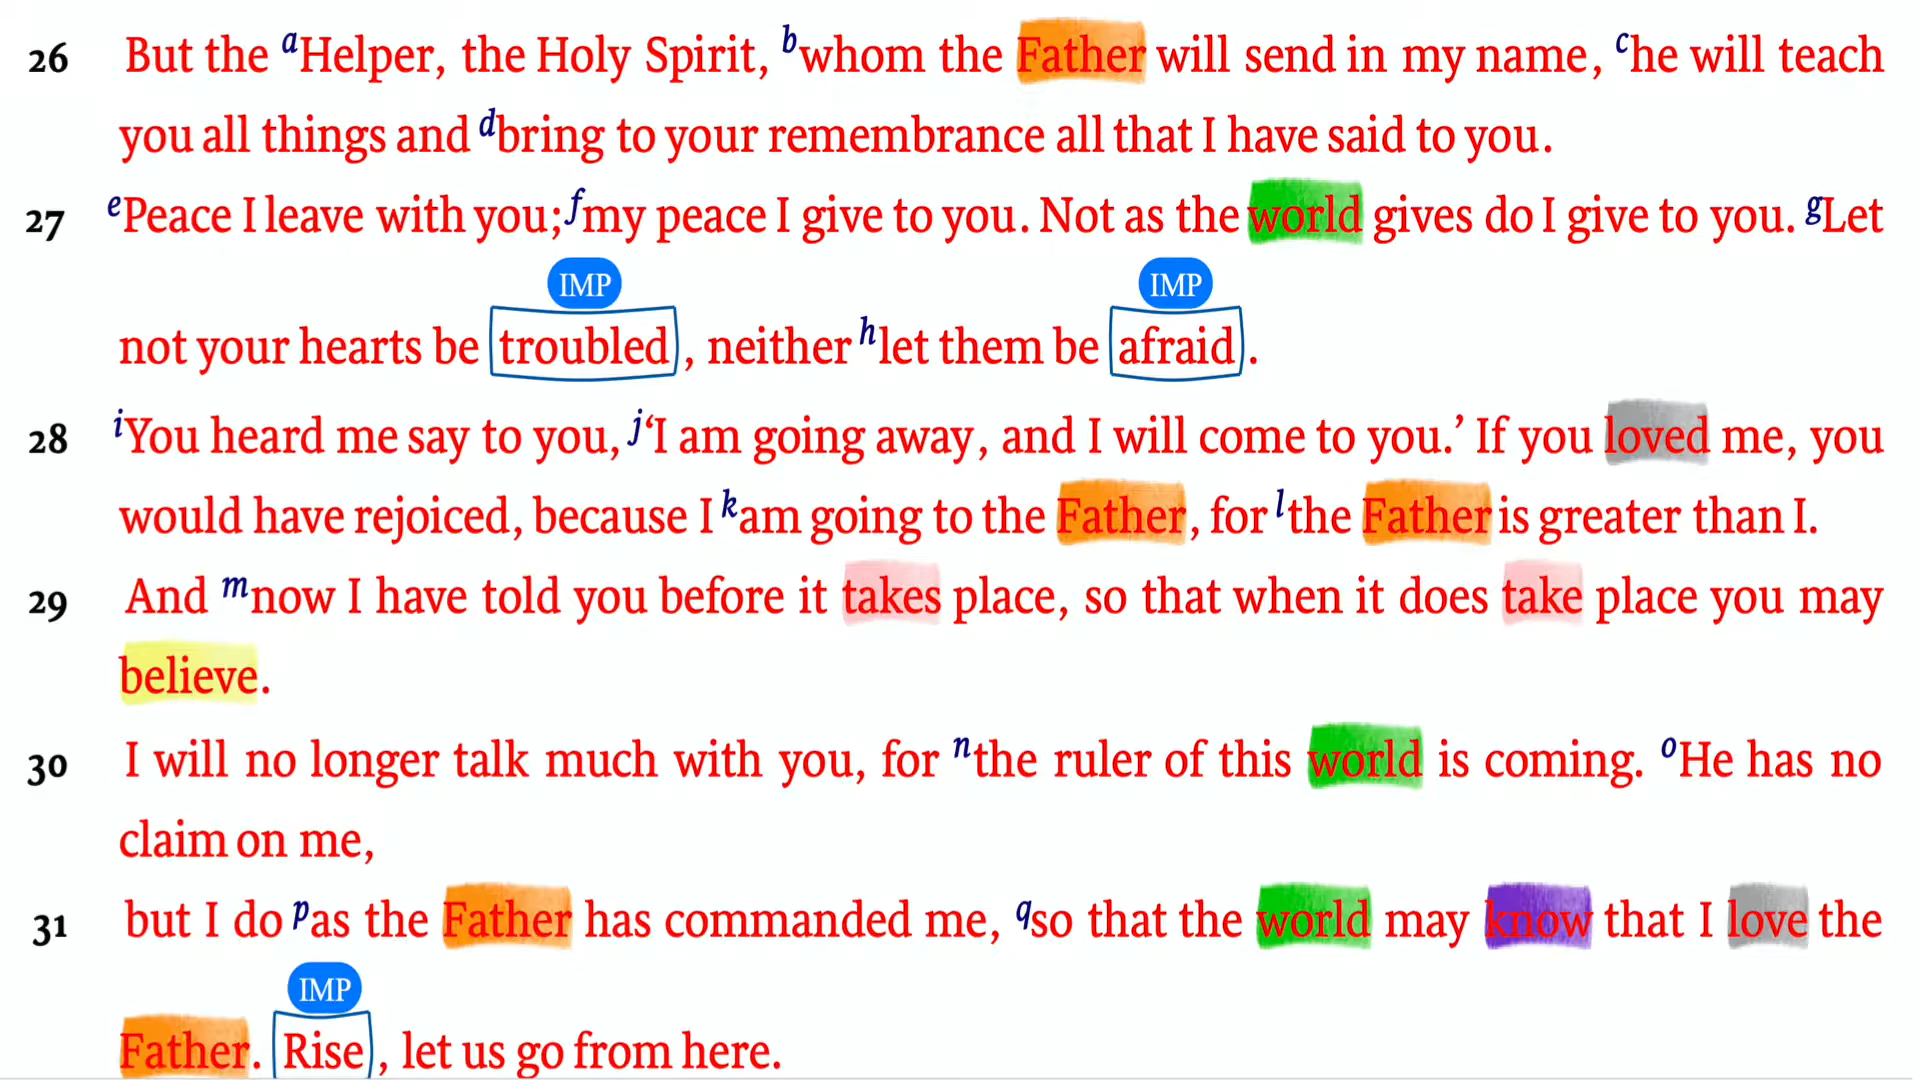 26 But the aHelper, the Holy Spirit, bwhom the Father will send in my name, che will teach
you all things and dbring to your remembrance all that I have said to you.
27 ePeace I leave with you; fmy peace I give to you. Not as the world gives do I give to you. gLet
IMP IMP
not your hearts be troubled, neither hlet them be afraid.
28 iYou heard me say to you, j‘I am going away, and I will come to you.’ If you loved me, you
would have rejoiced, because I kam going to the Father, for lthe Father is greater than I.
29 And mnow I have told you before it takes place, so that when it does take place you may
believe.
30 I will no longer talk much with you, for nthe ruler of this world is coming. oHe has no
claim on me,
31 but I do pas the Father has commanded me, qso that the world may know that I love the
IMP
Father. Rise, let us go from here.